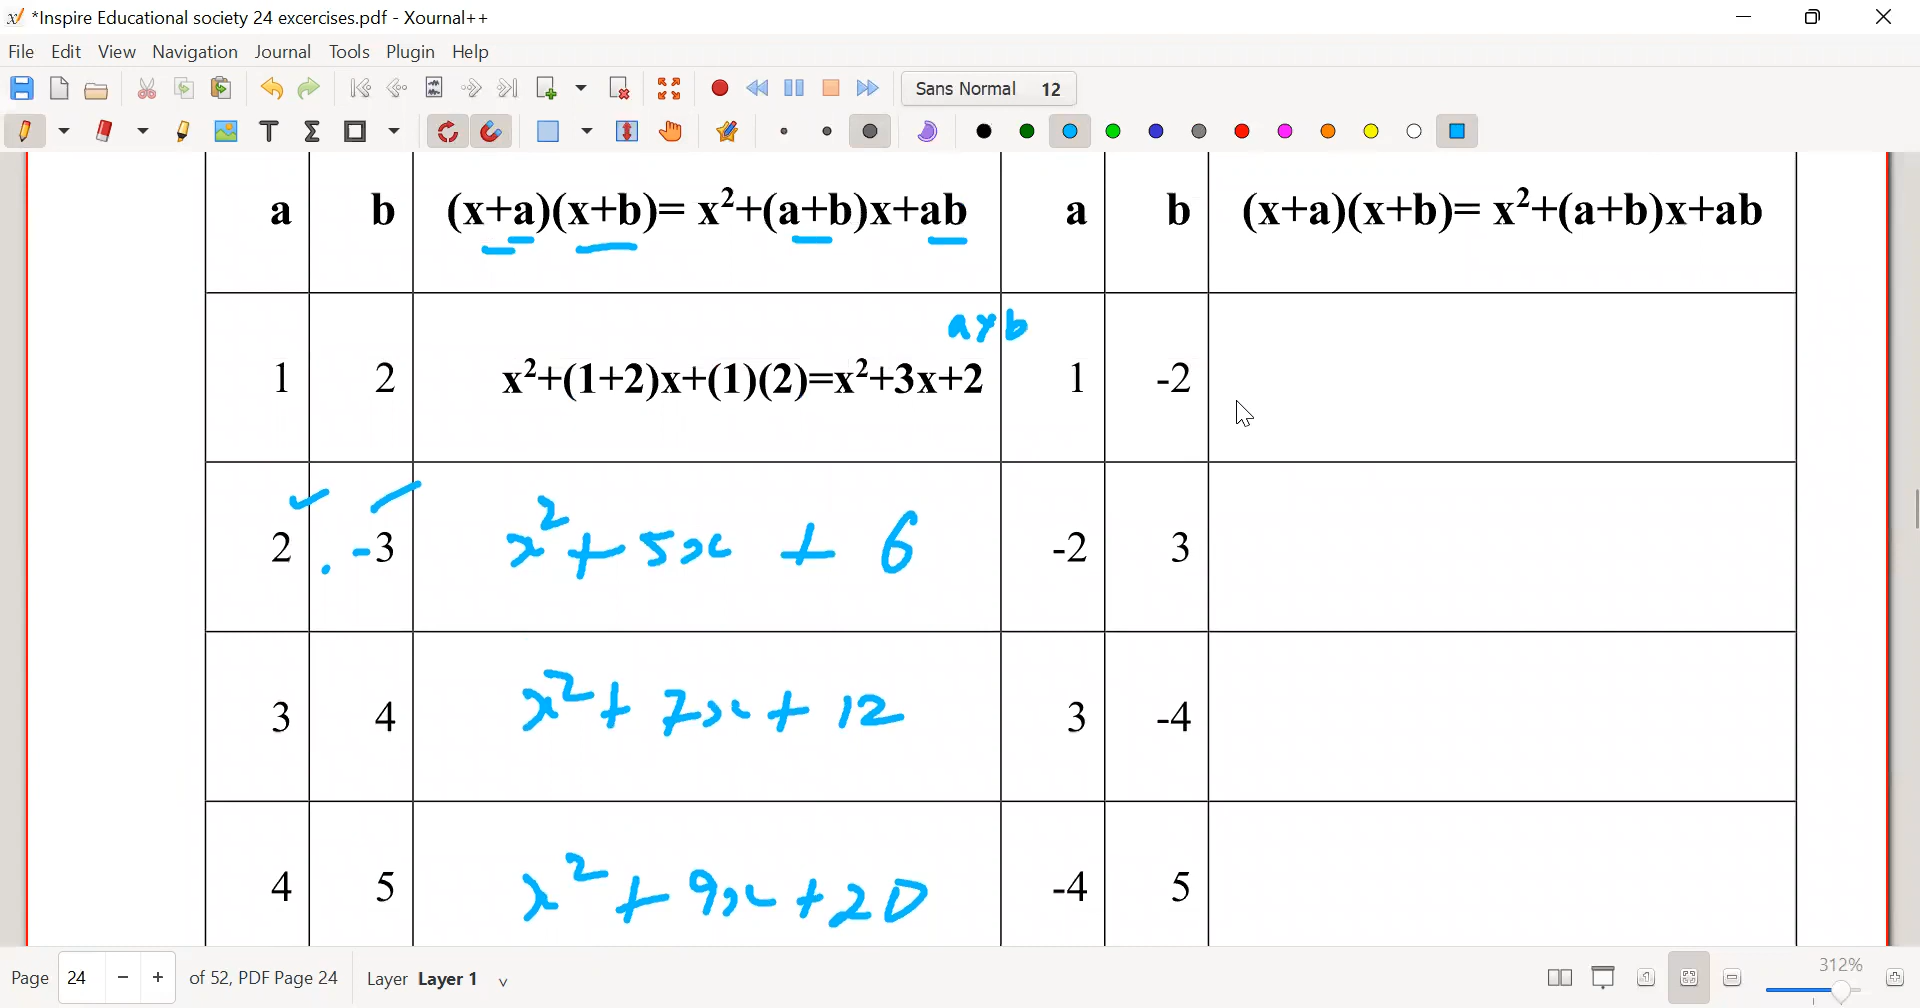 *Inspire Educational society 24 excercises.pdf - Xournal++
File Edit View Navigation Journal Tools Plugin Help
Sans Normal 12
a b (x+a)(x+b)= x²+(a+b)x+ab a b (x+a)(x+b)= x²+(a+b)x+ab
a×b
1 2 x²+(1+2)x+(1)(2)=x²+3x+2 1 -2
2 . -3 x²+5x + 6 -2 3
3 4 x²+ 7x + 12 3 -4
4 5 x²+ 9x +20 -4 5
Page 24 − + of 52, PDF Page 24 Layer Layer 1 312%